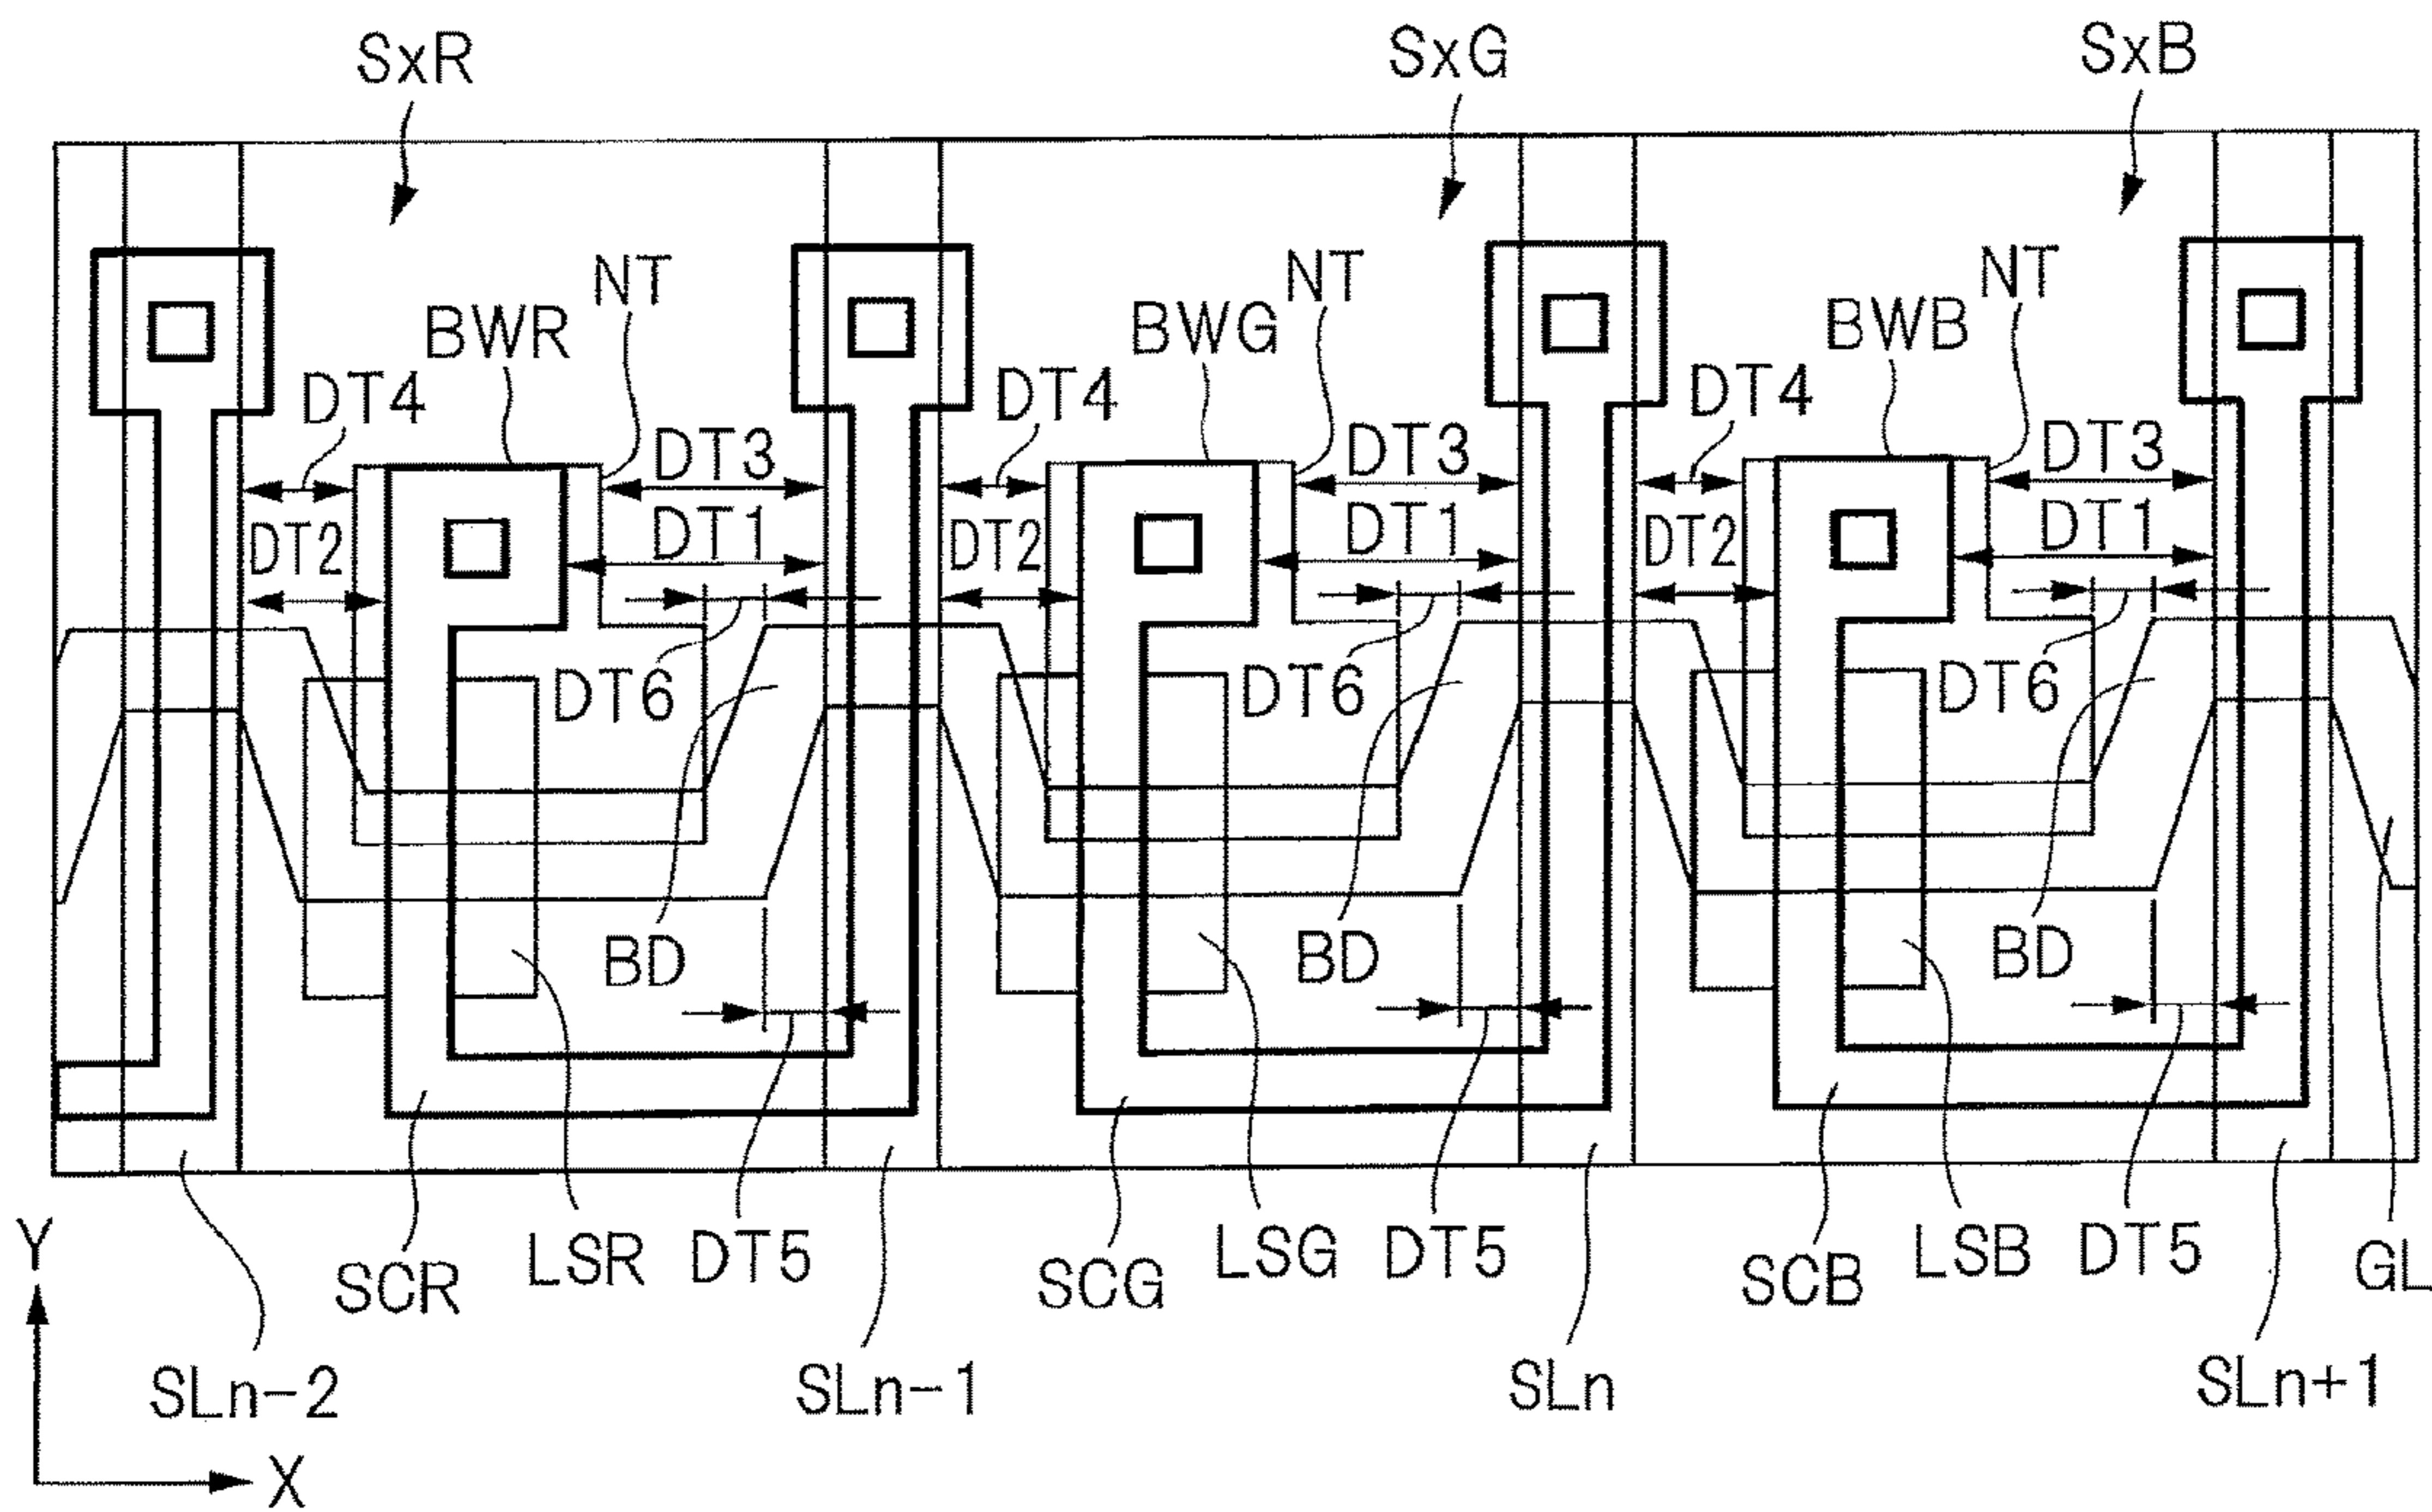 SxR SxG SxB
NT NT NT
BWR BWG BWB
DT4 DT4 DT4
DT3 DT3 DT3
DT2 DT1 DT2 DT1 DT2 DT1
DT6 DT6 DT6
BD BD BD
Y SCR LSR DT5 SCG LSG DT5 SCB LSB DT5 GL
SLn-2 SLn-1 SLn SLn+1
X